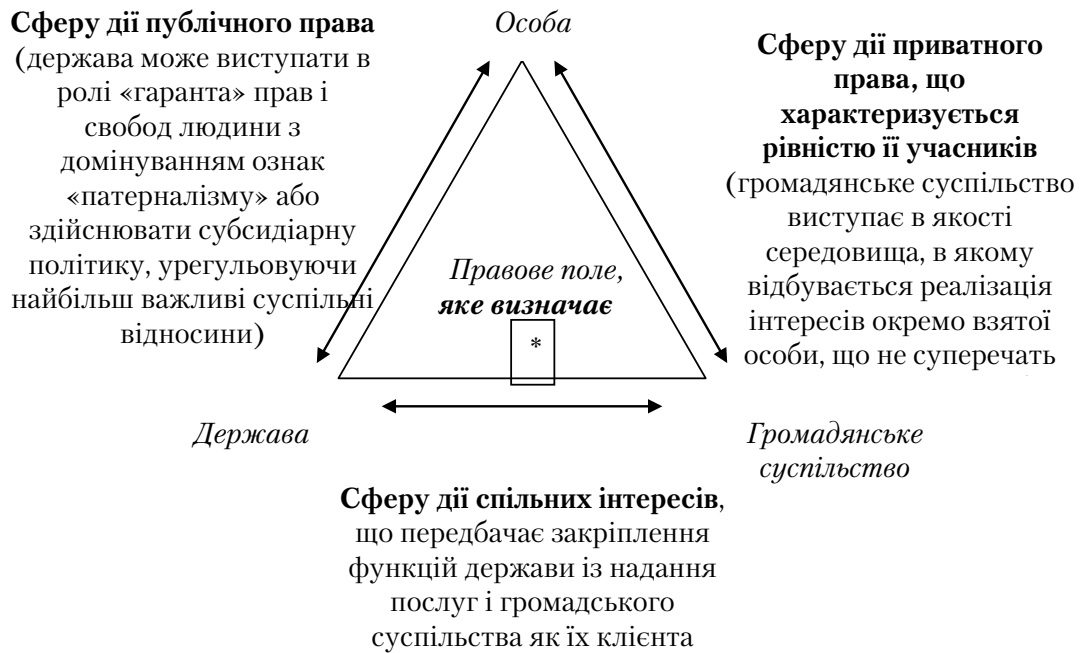 Сферу дії публічного права
(держава може виступати в
ролі «гаранта» прав і
свобод людини з
домінуванням ознак
«патерналізму» або
здійснювати субсидіарну
політику, урегульовуючи
найбільш важливі суспільні
відносини)
Особа
Сферу дії приватного
права, що
характеризується
рівністю її учасників
(громадянське суспільство
виступає в якості
середовища, в якому
відбувається реалізація
інтересів окремо взятої
особи, що не суперечать
Правове поле,
яке визначає
*
Держава
Громадянське
суспільство
Сферу дії спільних інтересів,
що передбачає закріплення
функцій держави із надання
послуг і громадського
суспільства як їх клієнта